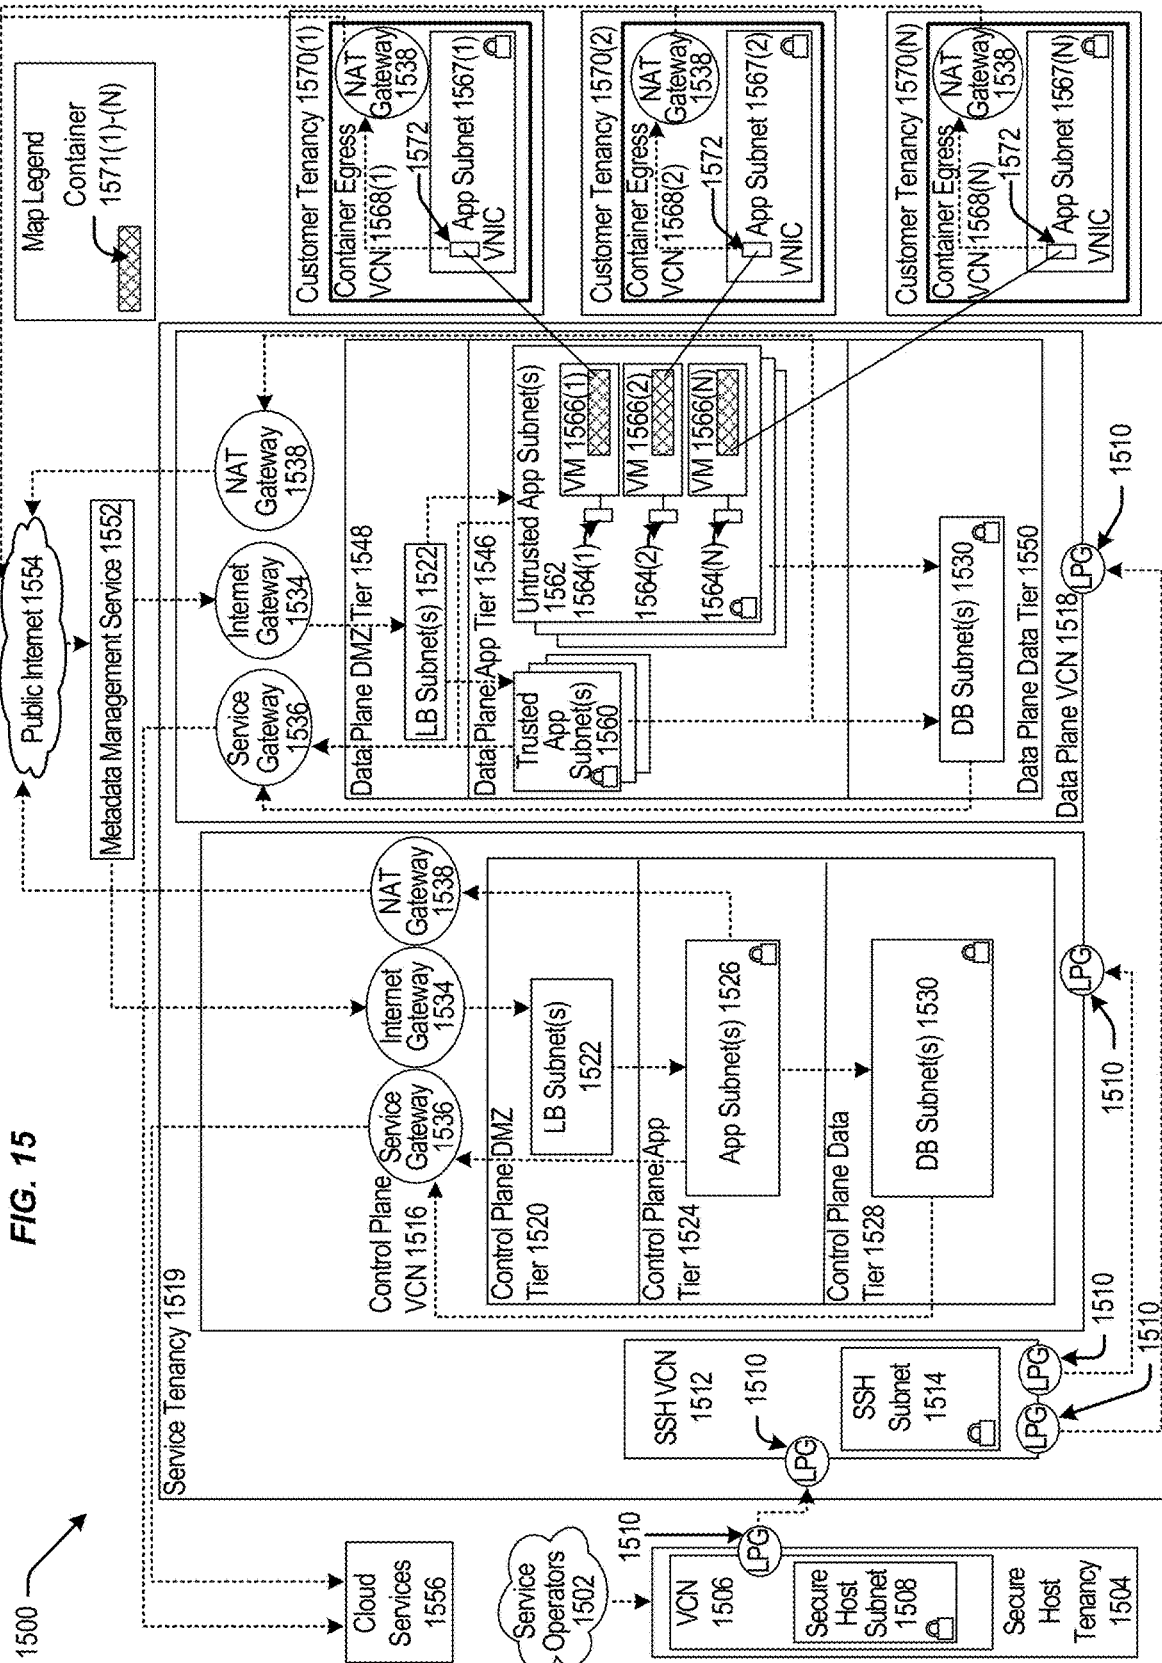 FIG. 15
1500
Service Operators 1502
Cloud Services 1556
VCN 1506
Secure Host Subnet 1508
Secure Host Tenancy 1504
LPG
1510
Service Tenancy 1519
SSH VCN 1512
SSH Subnet 1514
LPG
1510
LPG
1510
LPG
1510
Control Plane VCN 1516
Service Gateway 1536
Internet Gateway 1534
NAT Gateway 1538
Control Plane DMZ Tier 1520
LB Subnet(s) 1522
Control Plane App Tier 1524
App Subnet(s) 1526
Control Plane Data Tier 1528
DB Subnet(s) 1530
LPG
1510
Public Internet 1554
Metadata Management Service 1552
Service Gateway 1536
Internet Gateway 1534
NAT Gateway 1538
Data Plane DMZ Tier 1548
LB Subnet(s) 1522
Data Plane App Tier 1546
Trusted App Subnet(s) 1560
Untrusted App Subnet(s) 1562
1564(1)
VM 1566(1)
1564(2)
VM 1566(2)
1564(N)
VM 1566(N)
DB Subnet(s) 1530
Data Plane Data Tier 1550
Data Plane VCN 1518
LPG
1510
Map Legend
Container 1571(1)-(N)
Customer Tenancy 1570(1)
Container Egress VCN 1568(1)
NAT Gateway 1538
1572
App Subnet 1567(1)
VNIC
Customer Tenancy 1570(2)
Container Egress VCN 1568(2)
NAT Gateway 1538
1572
App Subnet 1567(2)
VNIC
Customer Tenancy 1570(N)
Container Egress VCN 1568(N)
NAT Gateway 1538
1572
App Subnet 1567(N)
VNIC